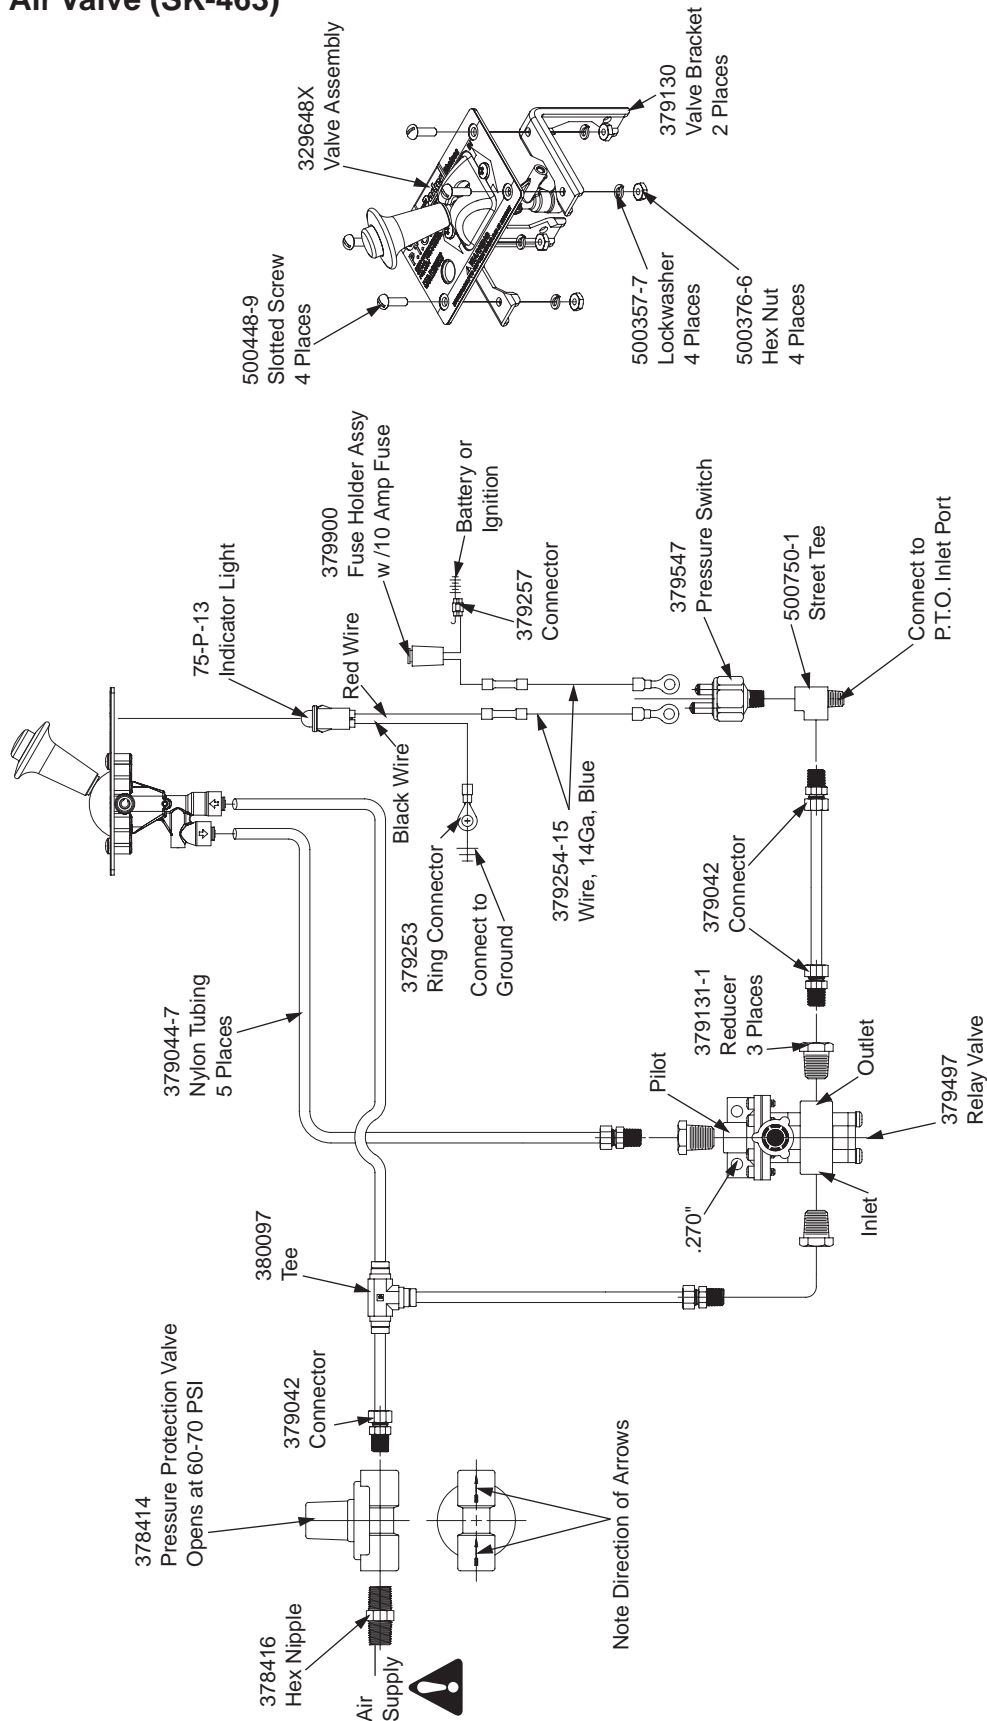 Air Valve (SK-463)
329648X
Valve Assembly
379130
Valve Bracket
2 Places
500448-9
Slotted Screw
4 Places
500357-7
Lockwasher
4 Places
500376-6
Hex Nut
4 Places
75-P-13
Indicator Light
379900
Fuse Holder Assy
w /10 Amp Fuse
Battery or
Ignition
379257
Connector
Red Wire
Black Wire
379253
Ring Connector
Connect to
Ground
379254-15
Wire, 14Ga, Blue
379547
Pressure Switch
500750-1
Street Tee
Connect to
P.T.O. Inlet Port
379044-7
Nylon Tubing
5 Places
379042
Connector
379131-1
Reducer
3 Places
Pilot
Outlet
.270"
Inlet
379497
Relay Valve
380097
Tee
378414
Pressure Protection Valve
Opens at 60-70 PSI
379042
Connector
378416
Hex Nipple
Air
Supply
Note Direction of Arrows